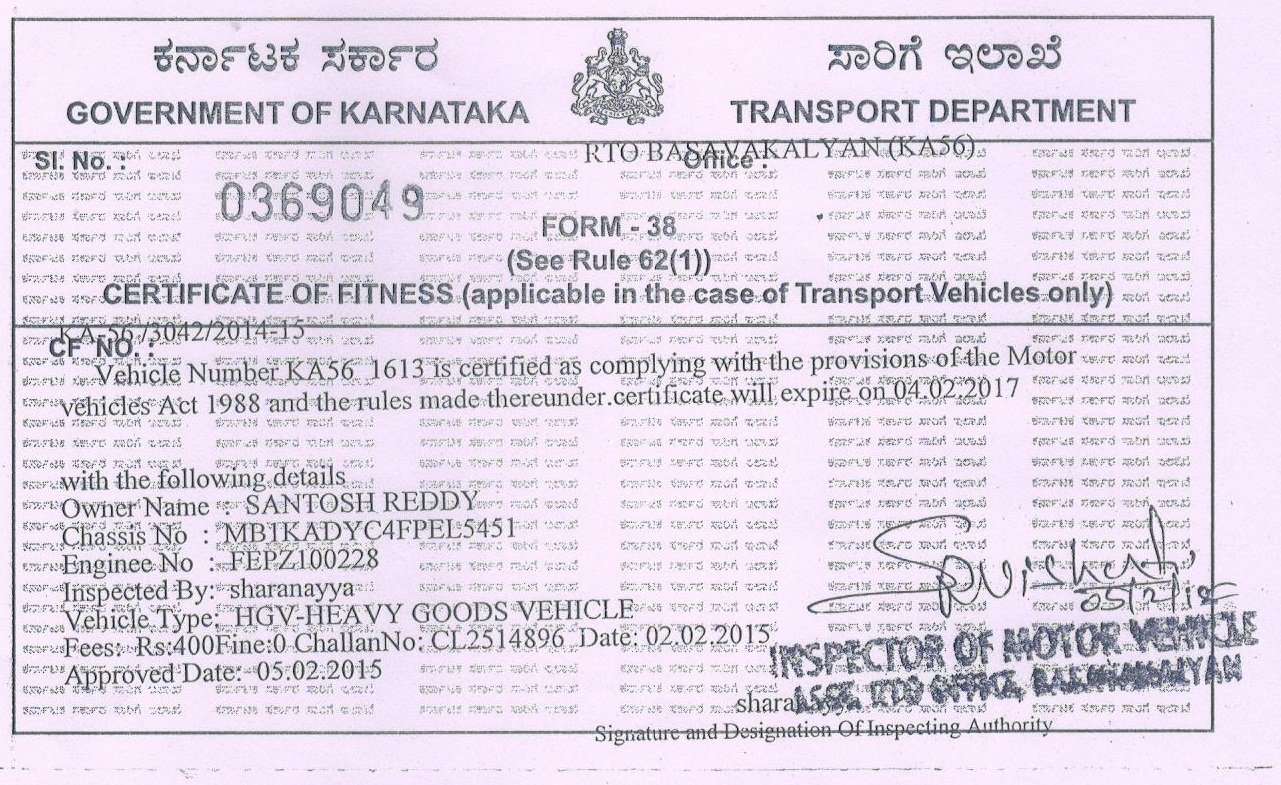 ಕರ್ನಾಟಕ ಸರ್ಕಾರ
ಸಾರಿಗೆ ಇಲಾಖೆ
GOVERNMENT OF KARNATAKA
TRANSPORT DEPARTMENT
Sl. No. :
0369049
Office :
RTO BASAVAKALYAN (KA56)
FORM - 38
(See Rule 62(1))
CERTIFICATE OF FITNESS (applicable in the case of Transport Vehicles only)
KA-56 /3042/2014-15
CF NO. :
Vehicle Number KA56 1613 is certified as complying with the provisions of the Motor
vehicles Act 1988 and the rules made thereunder.certificate will expire on 04.02.2017
with the following details
Owner Name : SANTOSH REDDY
Chassis No : MB1KADYC4FPEL5451
Enginee No : FEPZ100228
Inspected By: sharanayya
Vehicle Type: HGV-HEAVY GOODS VEHICLE
Fees: Rs:400Fine:0 ChallanNo: CL2514896 Date: 02.02.2015
Approved Date: 05.02.2015
INSPECTOR OF MOTOR VEHICLE
OFFICE, BASAVAKALYAN
Signature and Designation Of Inspecting Authority